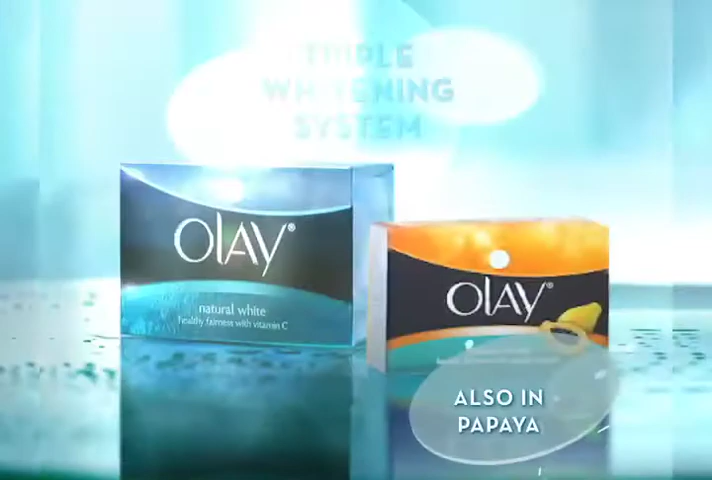 TRIPLE
WHITENING
SYSTEM
OLAY®
natural white
healthy fairness with vitamin C
OLAY®
ALSO IN
PAPAYA